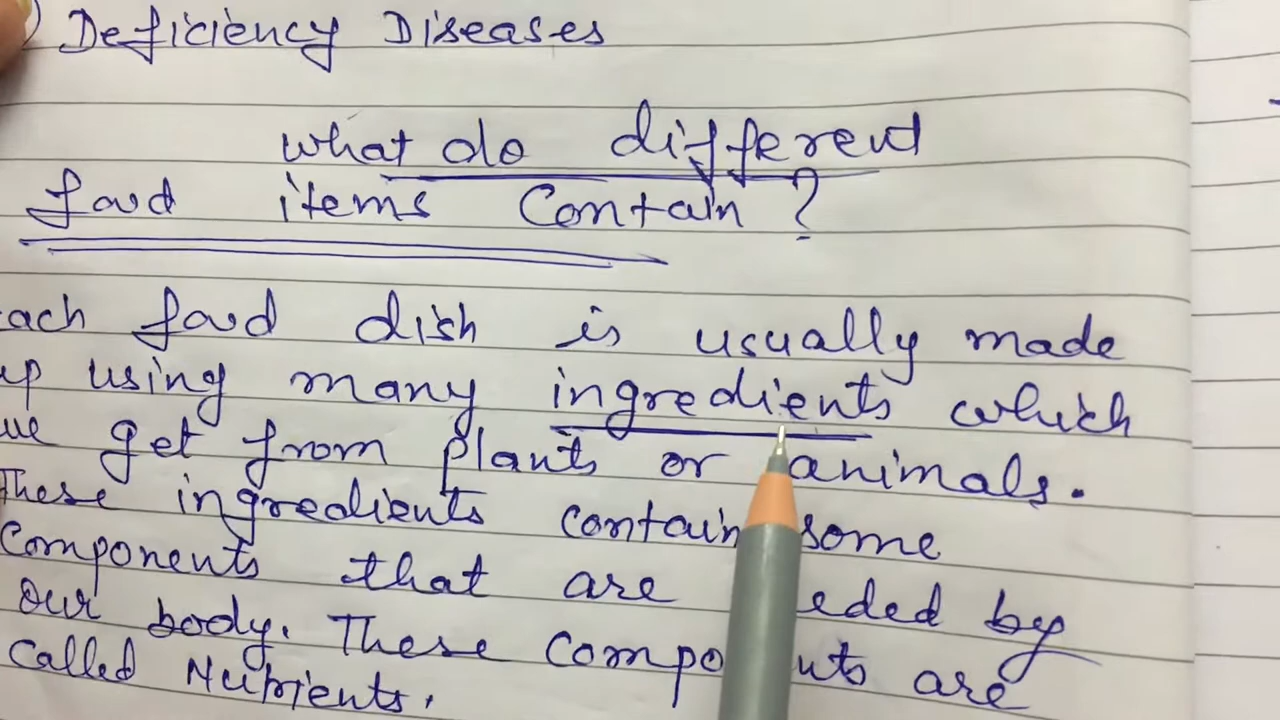 ) Deficiency Diseases
what do different
food items Contain ?
ach food dish is usually made
up using many ingredients which
we get from plants or animals.
These ingredients contain some
Components that are eded by
our body. These compo uts are
Called Nutrients.